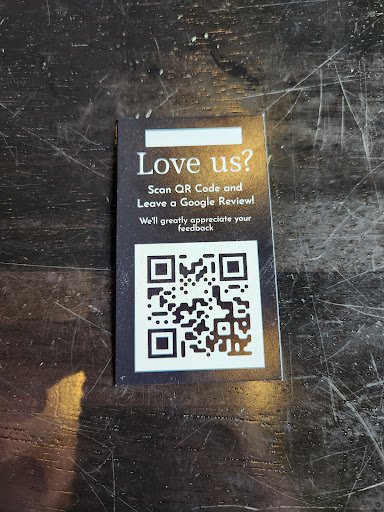 Love us?
Scan QR Code and
Leave a Google Review!
We'll greatly appreciate your
feedback